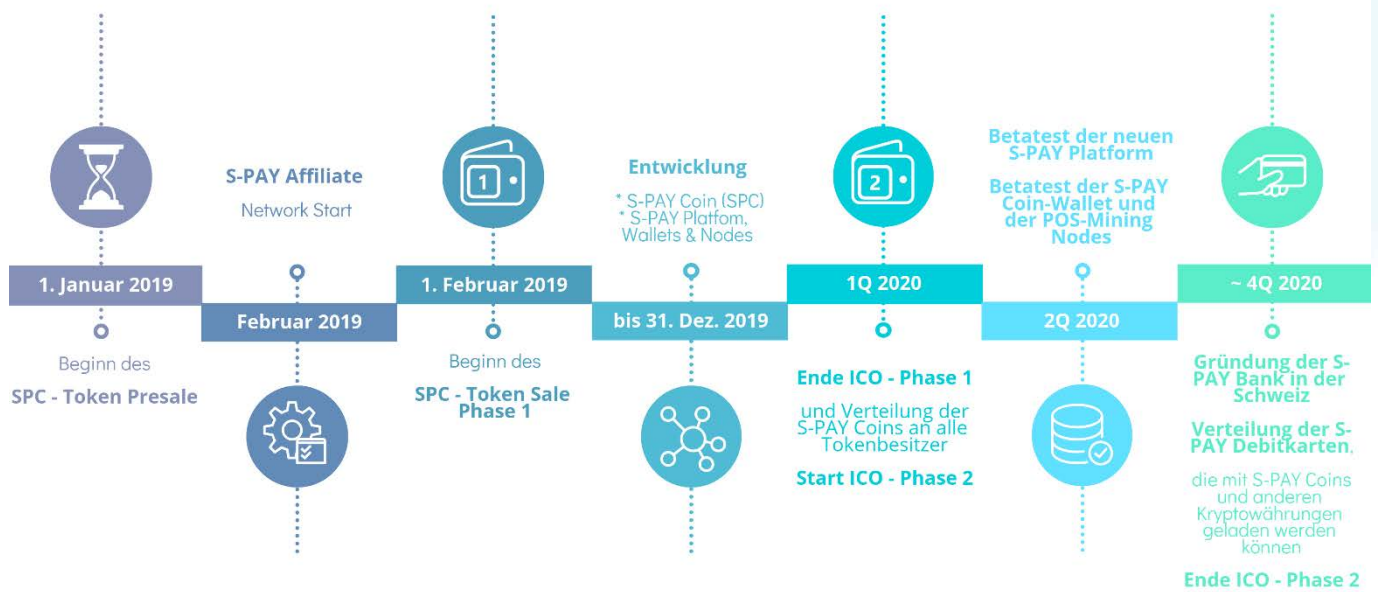 1. Januar 2019
Beginn des
SPC - Token Presale
S-PAY Affiliate
Network Start
Februar 2019
1
1. Februar 2019
Beginn des
SPC - Token Sale
Phase 1
Entwicklung
* S-PAY Coin (SPC)
* S-PAY Platfom,
Wallets & Nodes
bis 31. Dez. 2019
2
1Q 2020
Ende ICO - Phase 1
und Verteilung der
S-PAY Coins an alle
Tokenbesitzer
Start ICO - Phase 2
Betatest der neuen
S-PAY Platform
Betatest der S-PAY
Coin-Wallet und
der POS-Mining
Nodes
2Q 2020
~ 4Q 2020
Gründung der S-
PAY Bank in der
Schweiz
Verteilung der S-
PAY Debitkarten,
die mit S-PAY Coins
und anderen
Kryptowährungen
geladen werden
können
Ende ICO - Phase 2